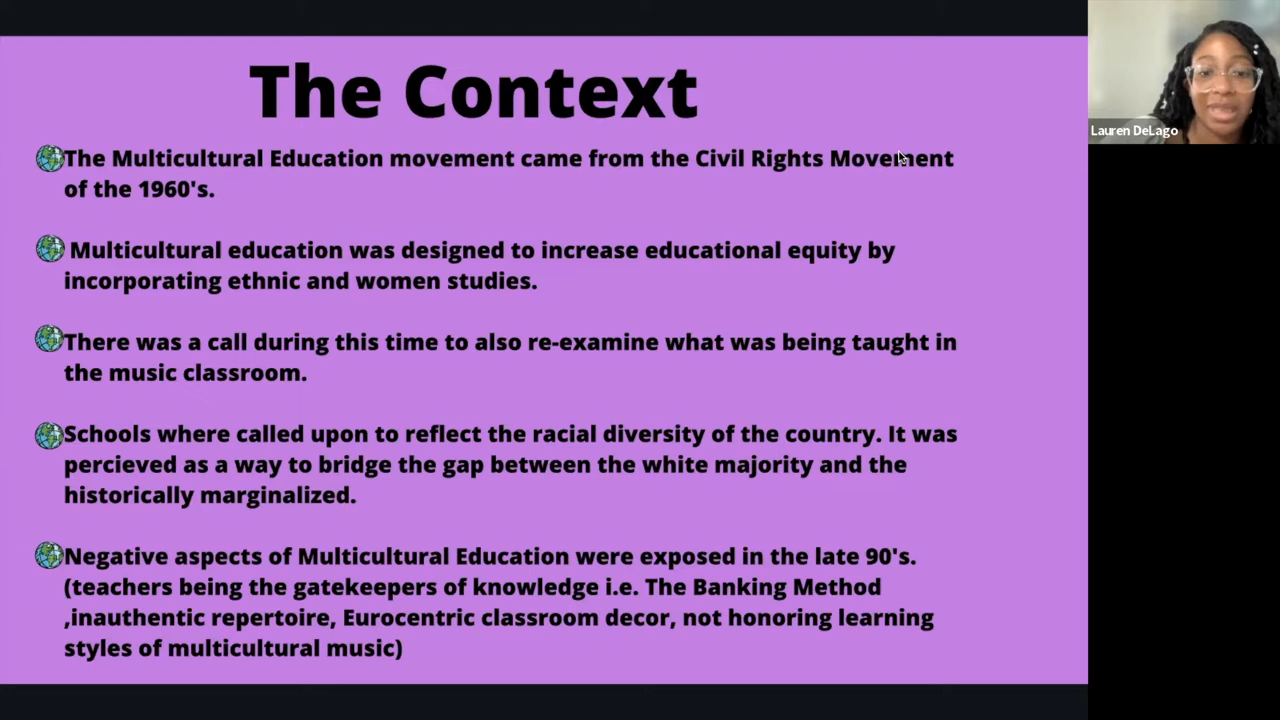 The Context
The Multicultural Education movement came from the Civil Rights Movement
of the 1960's.
Multicultural education was designed to increase educational equity by
incorporating ethnic and women studies.
There was a call during this time to also re-examine what was being taught in
the music classroom.
Schools where called upon to reflect the racial diversity of the country. It was
percieved as a way to bridge the gap between the white majority and the
historically marginalized.
Negative aspects of Multicultural Education were exposed in the late 90's.
(teachers being the gatekeepers of knowledge i.e. The Banking Method
,inauthentic repertoire, Eurocentric classroom decor, not honoring learning
styles of multicultural music)
Lauren DeLago